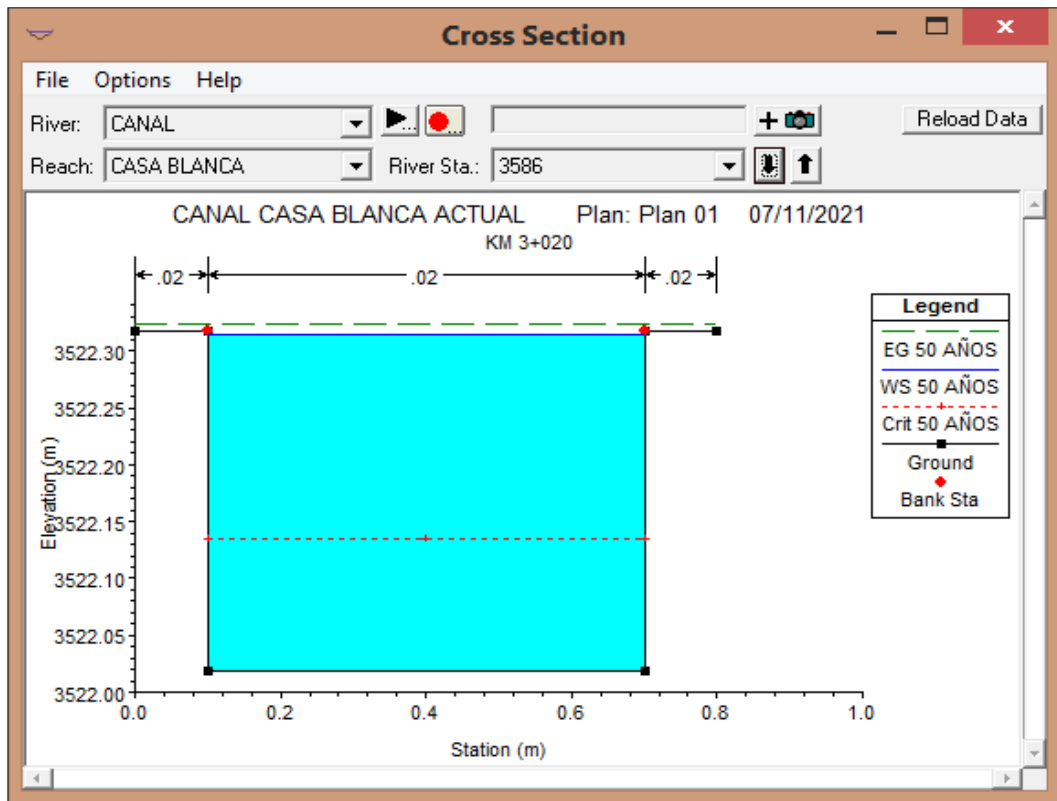 Cross Section
File Options Help
River: CANAL ... ... Reload Data
Reach: CASA BLANCA River Sta.: 3586
CANAL CASA BLANCA ACTUAL Plan: Plan 01 07/11/2021
KM 3+020
.02 .02 .02
Legend
EG 50 AÑOS
WS 50 AÑOS
Crit 50 AÑOS
Ground
Bank Sta
3522.30
3522.25
3522.20
3522.15
3522.10
3522.05
3522.00
Elevation (m)
0.0 0.2 0.4 0.6 0.8 1.0
Station (m)